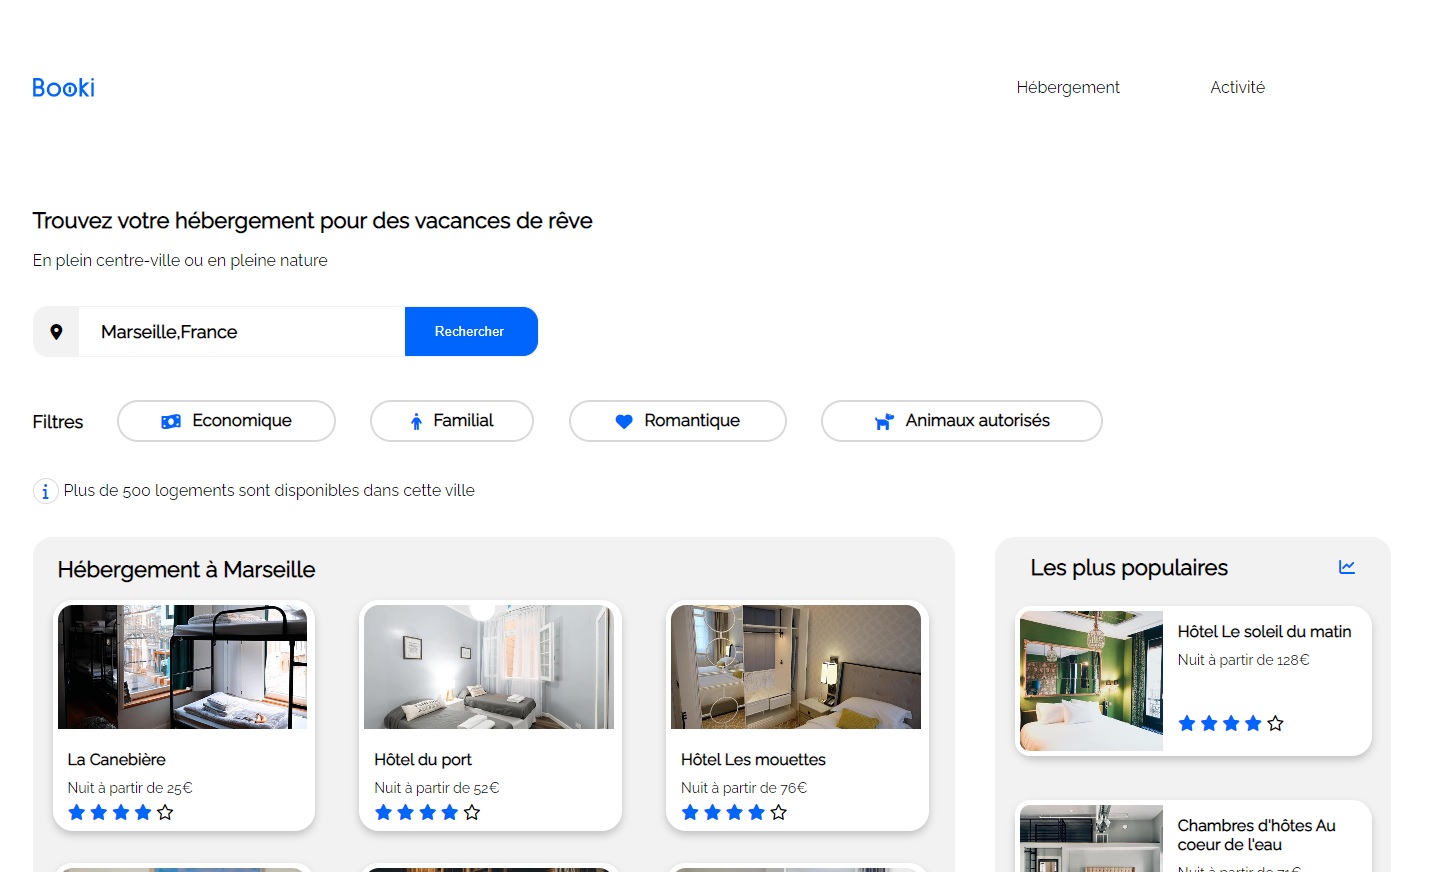 Booki
Hébergement
Activité
Trouvez votre hébergement pour des vacances de rêve
En plein centre-ville ou en pleine nature
Marseille,France
Rechercher
Filtres
Economique
Familial
Romantique
Animaux autorisés
Plus de 500 logements sont disponibles dans cette ville
Hébergement à Marseille
La Canebière
Nuit à partir de 25€
Hôtel du port
Nuit à partir de 52€
Hôtel Les mouettes
Nuit à partir de 76€
Les plus populaires
Hôtel Le soleil du matin
Nuit à partir de 128€
Chambres d'hôtes Au
coeur de l'eau
Nuit à partir de 71€